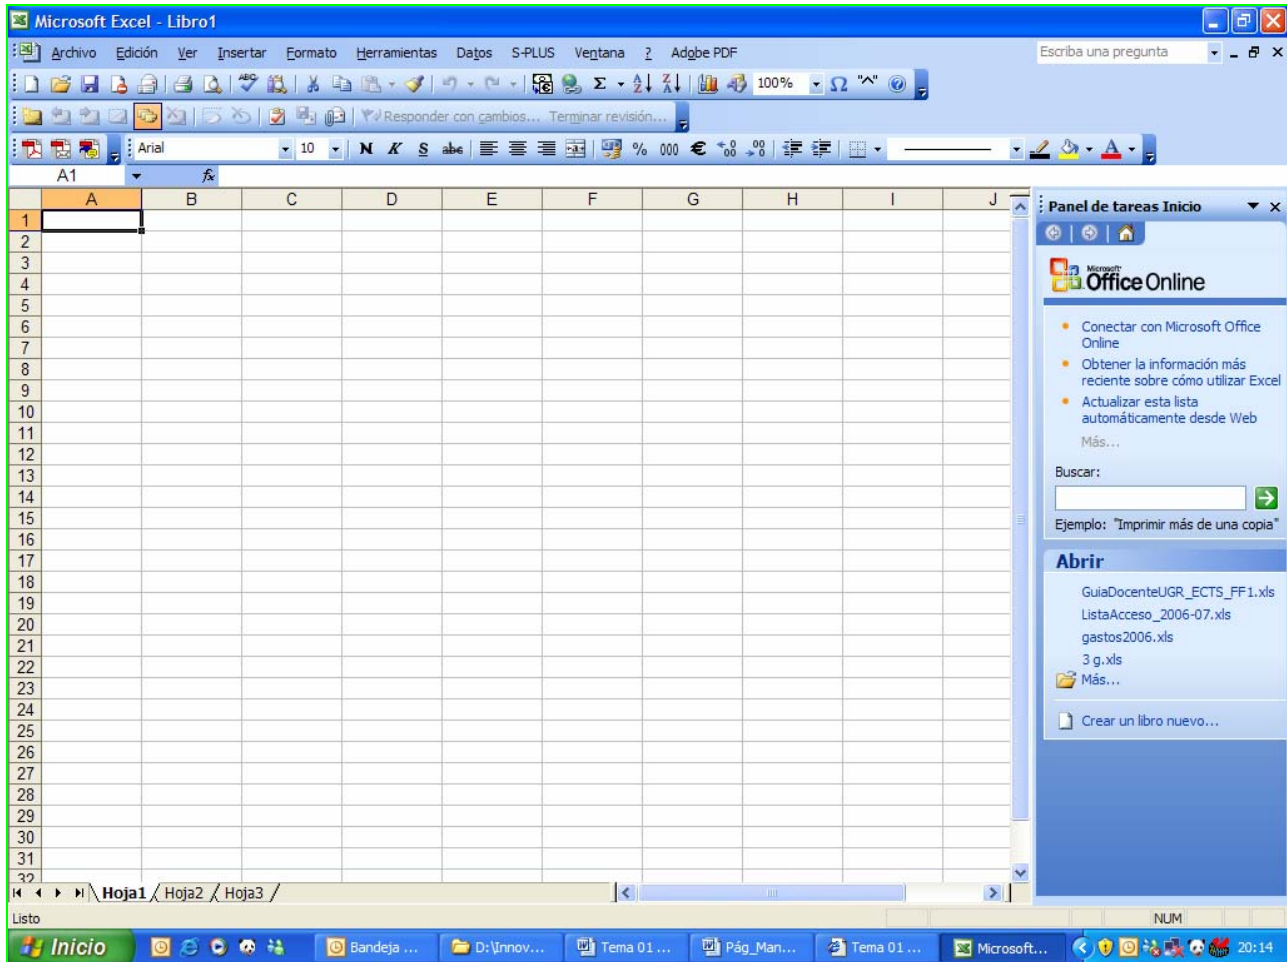 Microsoft Excel - Libro1
Archivo Edición Ver Insertar Formato Herramientas Datos S-PLUS Ventana ? Adobe PDF Escriba una pregunta
100%
Responder con cambios... Terminar revisión...
Arial 10 N K S abc % 000 €
A1 fx
A B C D E F G H I J
1
2
3
4
5
6
7
8
9
10
11
12
13
14
15
16
17
18
19
20
21
22
23
24
25
26
27
28
29
30
31
32
Panel de tareas Inicio
Microsoft
Office Online
Conectar con Microsoft Office
Online
Obtener la información más
reciente sobre cómo utilizar Excel
Actualizar esta lista
automáticamente desde Web
Más...
Buscar:
Ejemplo: "Imprimir más de una copia"
Abrir
GuiaDocenteUGR_ECTS_FF1.xls
ListaAcceso_2006-07.xls
gastos2006.xls
3 g.xls
Más...
Crear un libro nuevo...
Hoja1 Hoja2 Hoja3
Listo NUM
Inicio Bandeja ... D:\Innov... Tema 01 ... Pág_Man... Tema 01 ... Microsoft... 20:14